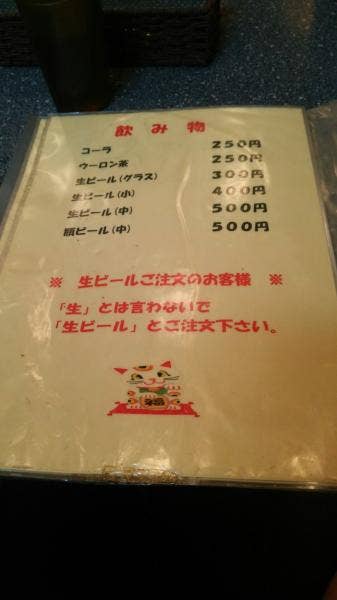 飲み物
コーラ 250円
ウーロン茶 250円
生ビール(グラス) 300円
生ビール(小) 400円
生ビール(中) 500円
瓶ビール(中) 500円
※ 生ビールご注文のお客様 ※
「生」とは言わないで
「生ビール」とご注文下さい。
福